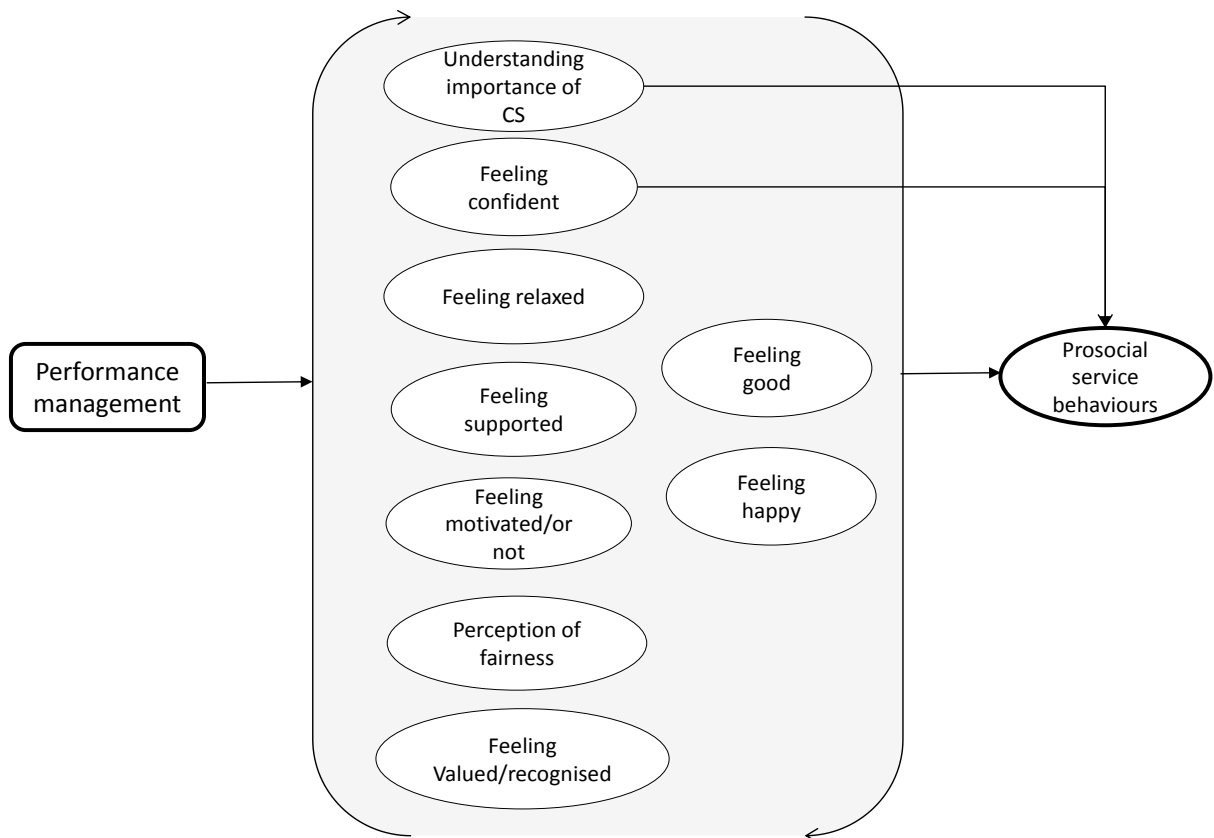 Understanding
importance of
CS
Feeling
confident
Feeling relaxed
Performance
management
Feeling
supported
Feeling
motivated/or
not
Perception of
fairness
Feeling
Valued/recognised
Feeling
good
Feeling
happy
Prosocial
service
behaviours